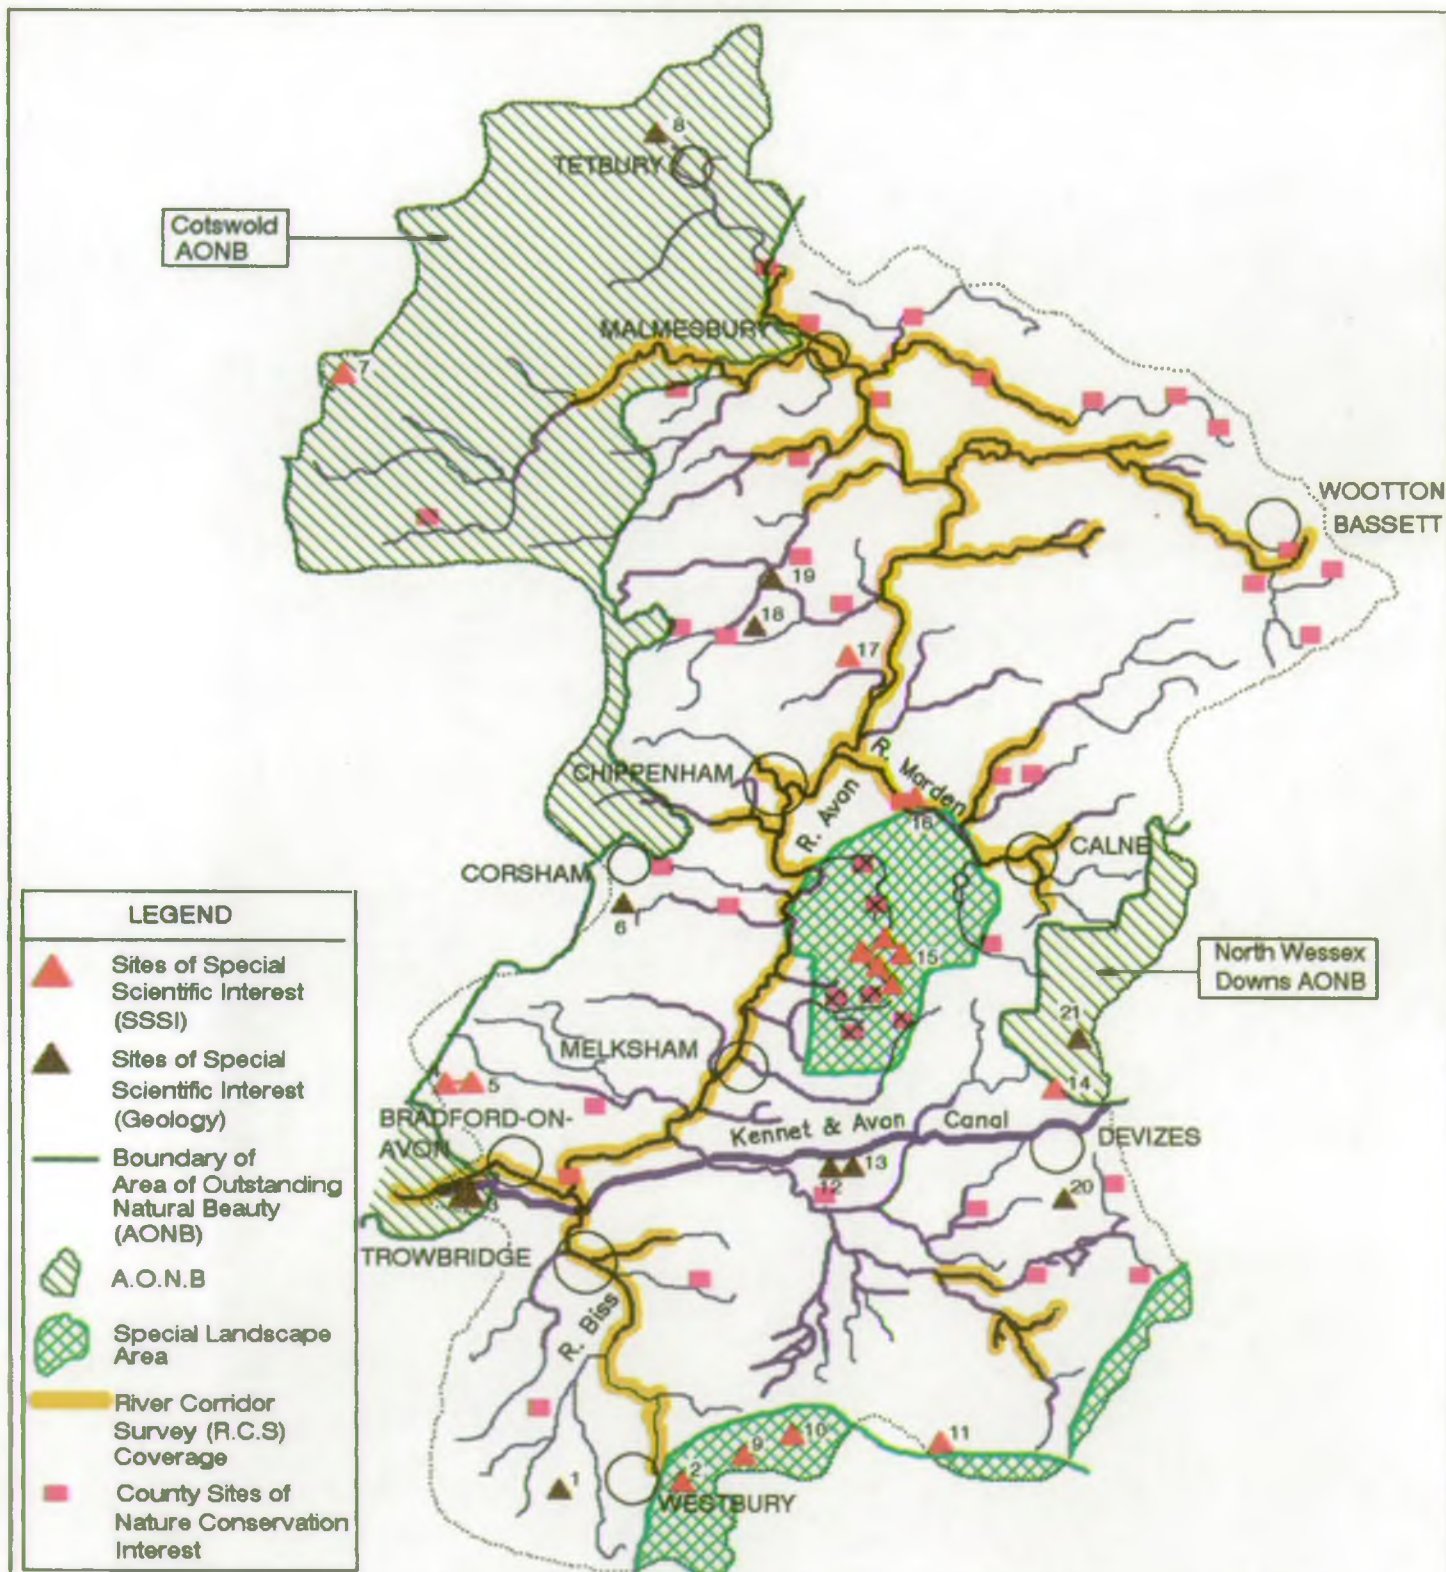 8
TETBURY
Cotswold
AONB
MALMESBURY
7
WOOTTON
BASSETT
19
18
17
CHIPPENHAM
R. Avon
R. Marden
16
CALNE
CORSHAM
6
15
North Wessex
Downs AONB
21
MELKSHAM
14
5
BRADFORD-ON-
AVON
Kennet & Avon Canal
DEVIZES
13
12
20
3
TROWBRIDGE
R. Biss
10
11
9
2
1
WESTBURY
LEGEND
Sites of Special
Scientific Interest
(SSSI)
Sites of Special
Scientific Interest
(Geology)
Boundary of
Area of Outstanding
Natural Beauty
(AONB)
A.O.N.B
Special Landscape
Area
River Corridor
Survey (R.C.S)
Coverage
County Sites of
Nature Conservation
Interest